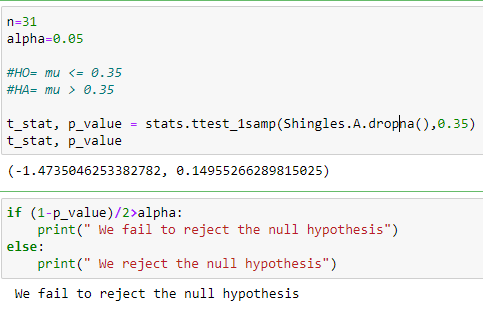 n=31
alpha=0.05
#HO= mu <= 0.35
#HA= mu > 0.35
t_stat, p_value = stats.ttest_1samp(Shingles.A.dropna(),0.35)
t_stat, p_value
(-1.4735046253382782, 0.14955266289815025)
if (1-p_value)/2>alpha:
print(" We fail to reject the null hypothesis")
else:
print(" We reject the null hypothesis")
We fail to reject the null hypothesis